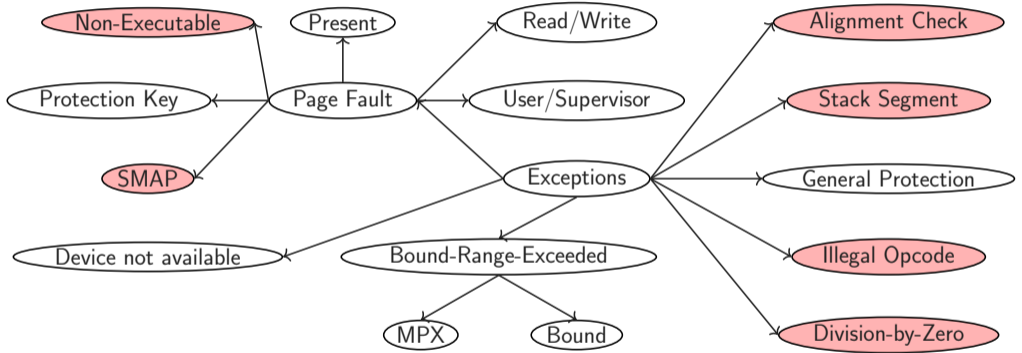 Non-Executable
Present
Read/Write
Alignment Check
Protection Key
Page Fault
User/Supervisor
Stack Segment
SMAP
Exceptions
General Protection
Device not available
Bound-Range-Exceeded
Illegal Opcode
MPX
Bound
Division-by-Zero